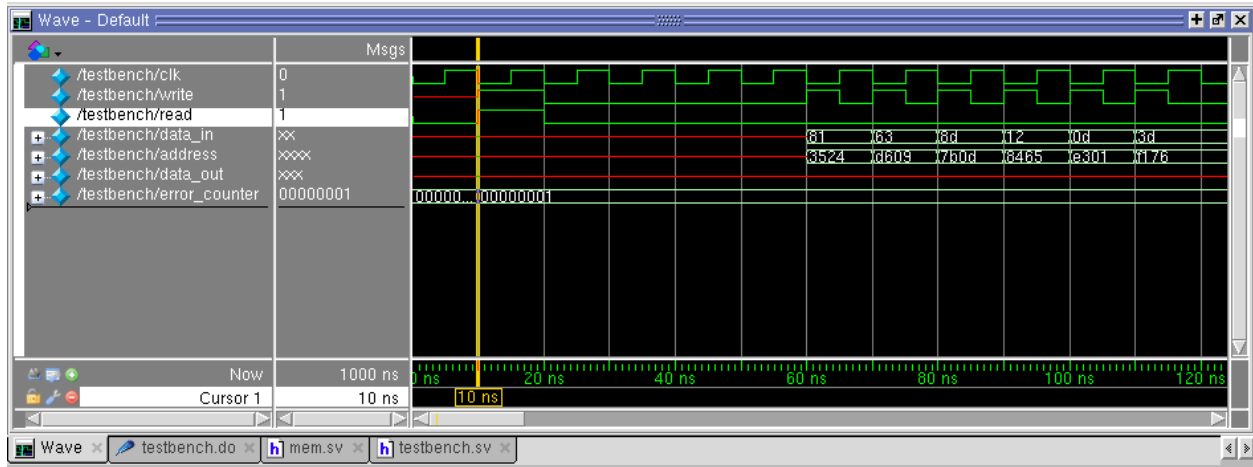 Wave - Default
Msgs
/testbench/clk 0
/testbench/write 1
/testbench/read 1
/testbench/data_in xx 81 63 8d 12 0d 3d
/testbench/address xxxx 3524 d609 7b0d 8465 e301 f176
/testbench/data_out xxx
/testbench/error_counter 00000001 00000... 00000001
Now 1000 ns 0 ns 20 ns 40 ns 60 ns 80 ns 100 ns 120 ns
Cursor 1 10 ns 10 ns
Wave testbench.do h mem.sv h testbench.sv